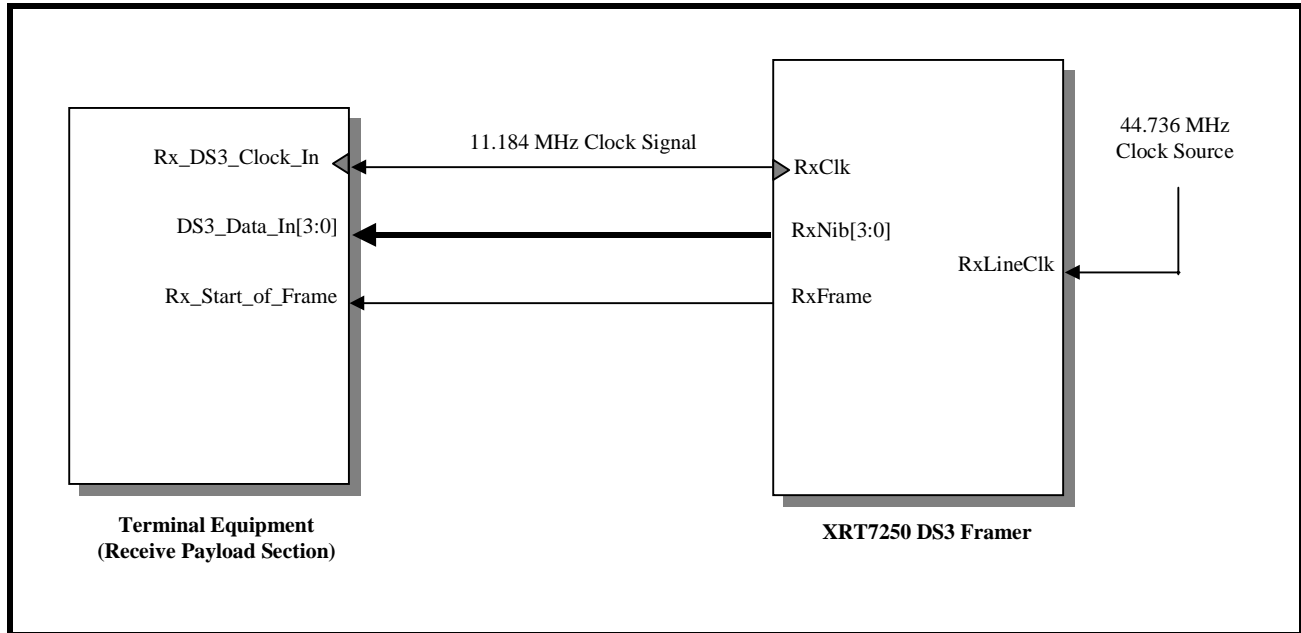 11.184 MHz Clock Signal
44.736 MHz
Clock Source
Rx_DS3_Clock_In
RxClk
DS3_Data_In[3:0]
RxNib[3:0]
RxLineClk
Rx_Start_of_Frame
RxFrame
Terminal Equipment
(Receive Payload Section)
XRT7250 DS3 Framer